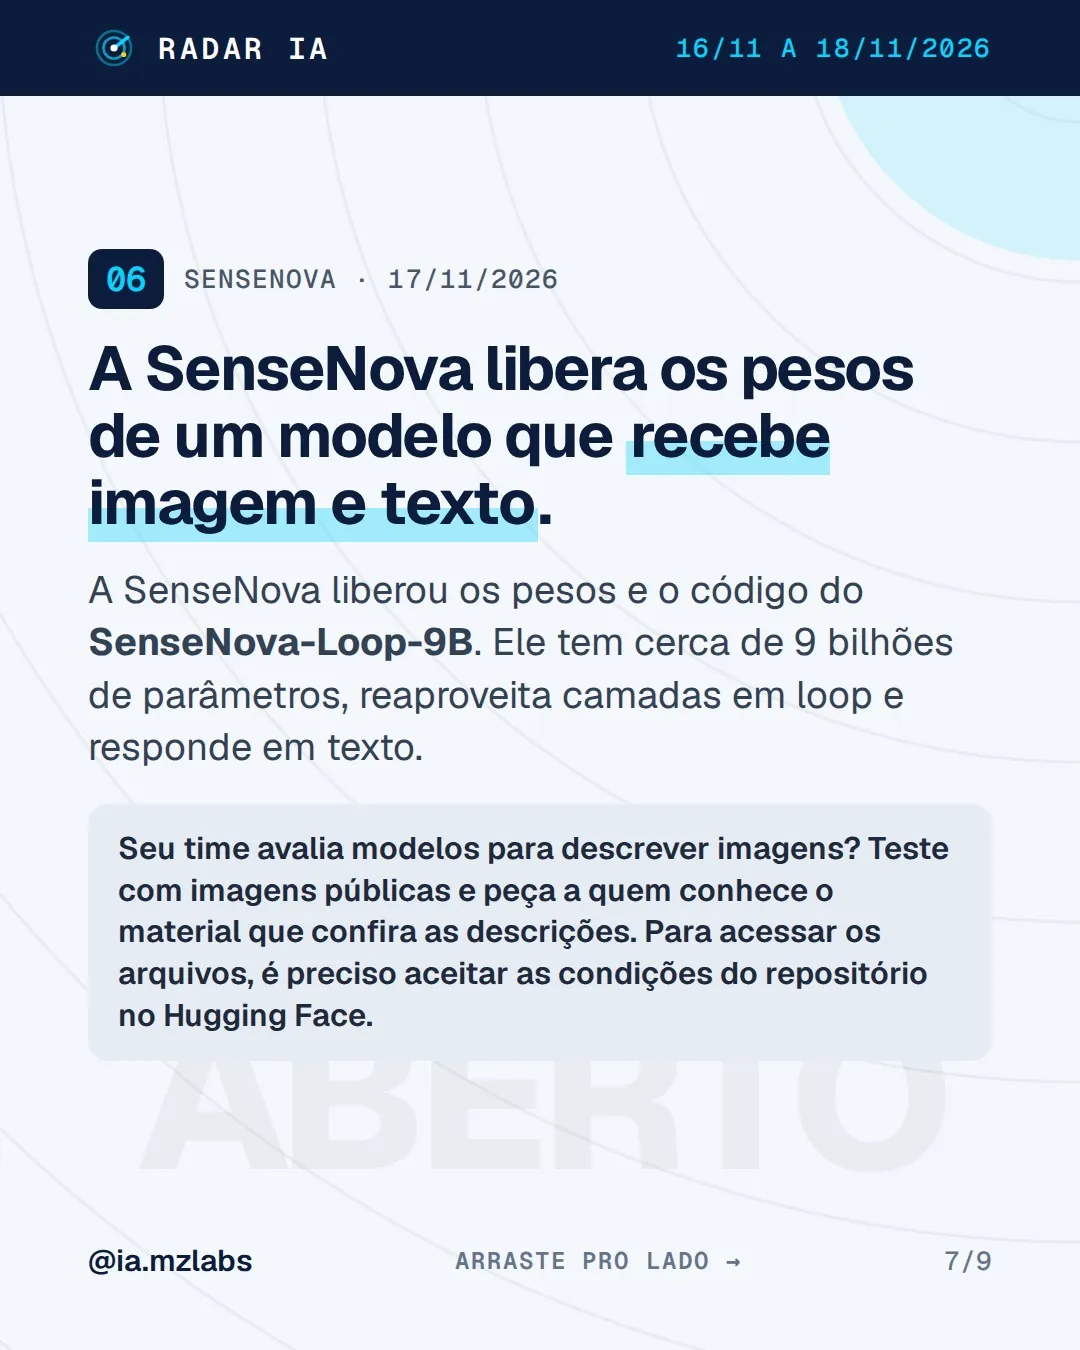 RADAR IA
16/11 A 18/11/2026
06 SENSENOVA · 17/11/2026
A SenseNova libera os pesos
de um modelo que recebe
imagem e texto.
A SenseNova liberou os pesos e o código do
SenseNova-Loop-9B. Ele tem cerca de 9 bilhões
de parâmetros, reaproveita camadas em loop e
responde em texto.
Seu time avalia modelos para descrever imagens? Teste
com imagens públicas e peça a quem conhece o
material que confira as descrições. Para acessar os
arquivos, é preciso aceitar as condições do repositório
no Hugging Face.
ABERTO
@ia.mzlabs
ARRASTE PRO LADO →
7/9